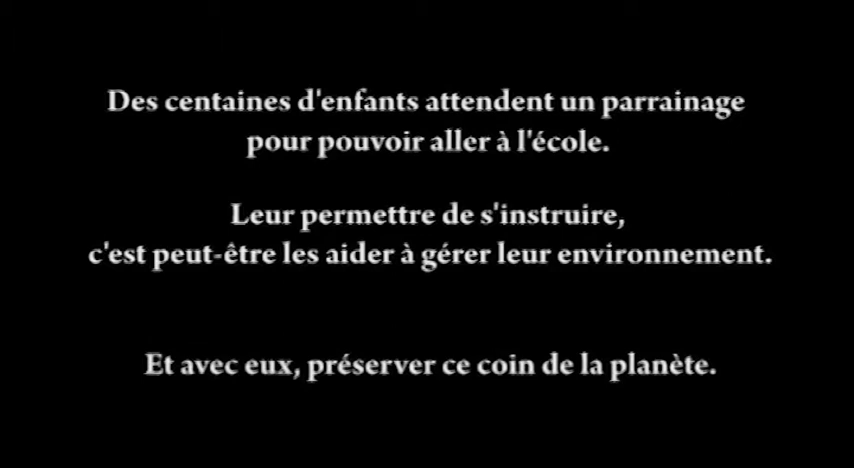 Des centaines d'enfants attendent un parrainage
pour pouvoir aller à l'école.
Leur permettre de s'instruire,
c'est peut-être les aider à gérer leur environnement.
Et avec eux, préserver ce coin de la planète.